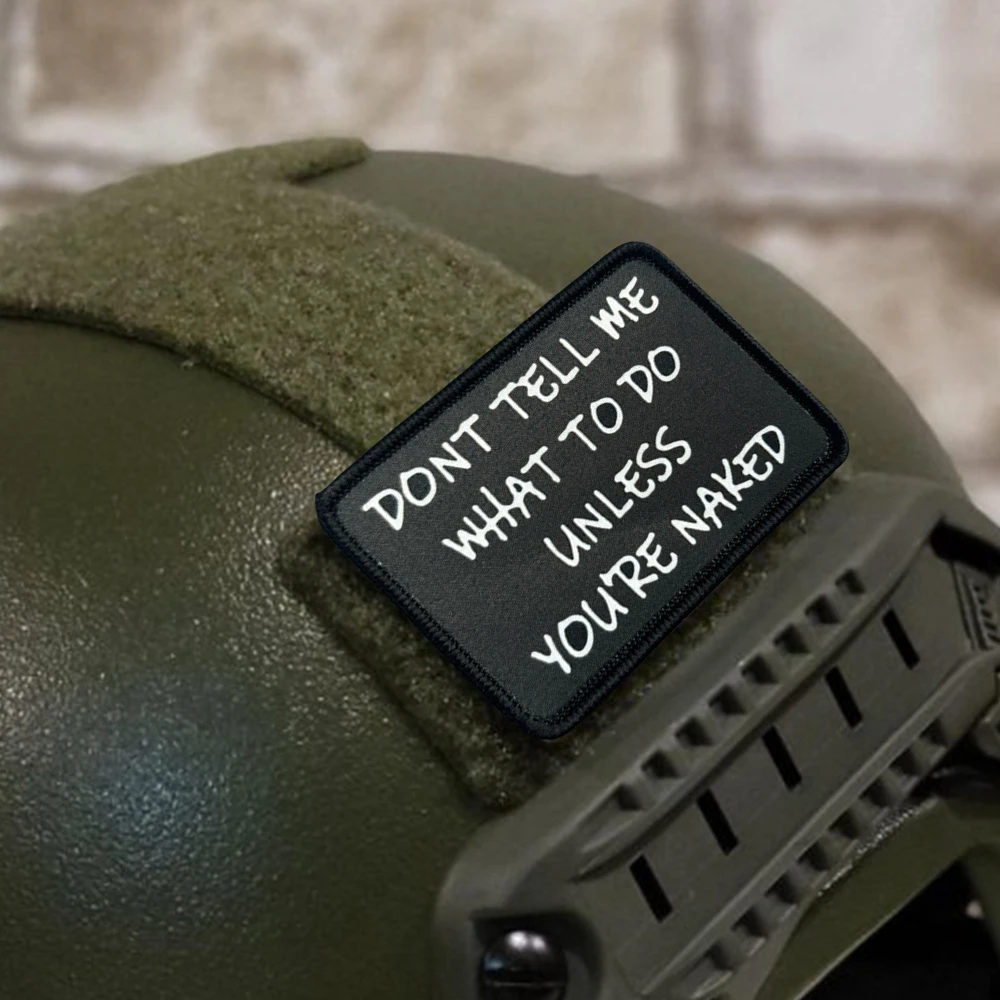 DONT TELL ME
WHAT TO DO
UNLESS
YOU'RE NAKED